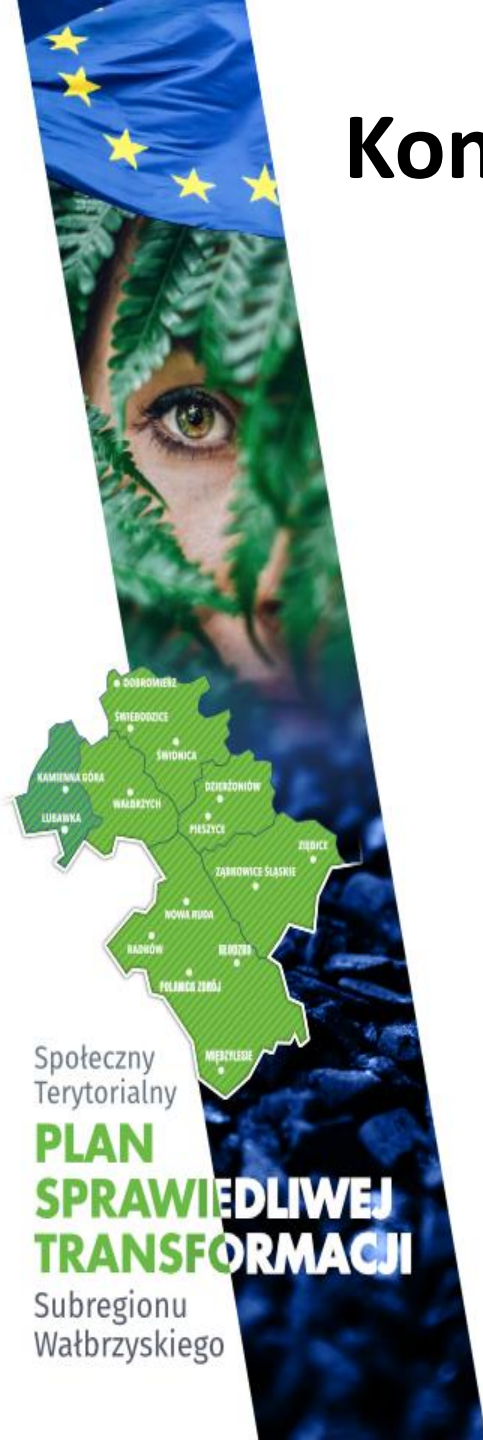 Kon
DOBROMIERZ
ŚWIEBODZICE
ŚWIDNICA
KAMIENNA GÓRA
DZIERŻONIÓW
WAŁBRZYCH
LUBAWKA
PIESZYCE
ZIĘBICE
ZĄBKOWICE ŚLĄSKIE
NOWA RUDA
RADKÓW
KŁODZKO
POLANICA ZDRÓJ
MIĘDZYLESIE
Społeczny
Terytorialny
PLAN
SPRAWIEDLIWEJ
TRANSFORMACJI
Subregionu
Wałbrzyskiego